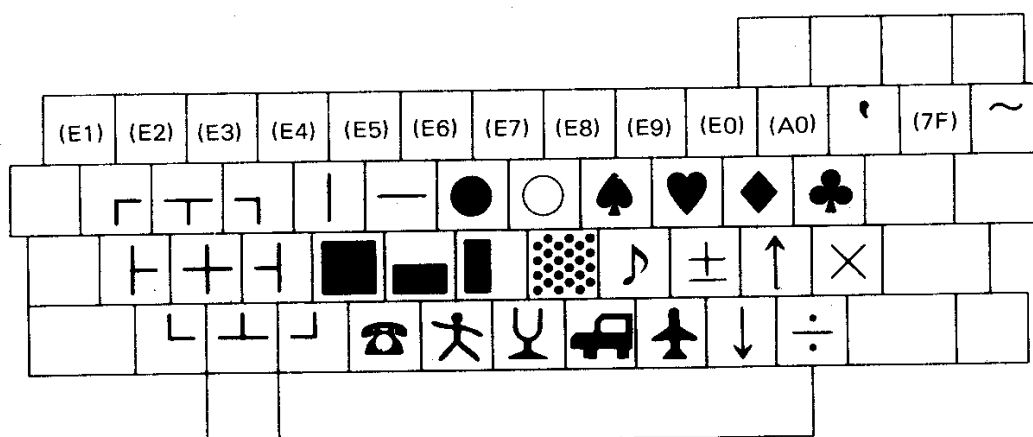 (E1) (E2) (E3) (E4) (E5) (E6) (E7) (E8) (E9) (E0) (A0) ' (7F) ~
┌ ┬ ┐ │ ─ ● ○ ♠ ♥ ♦ ♣
├ ┼ ┤ ■ ▄ ▌ ▒ ♪ ± ↑ ×
└ ┴ ┘ ☎ ↓ ÷